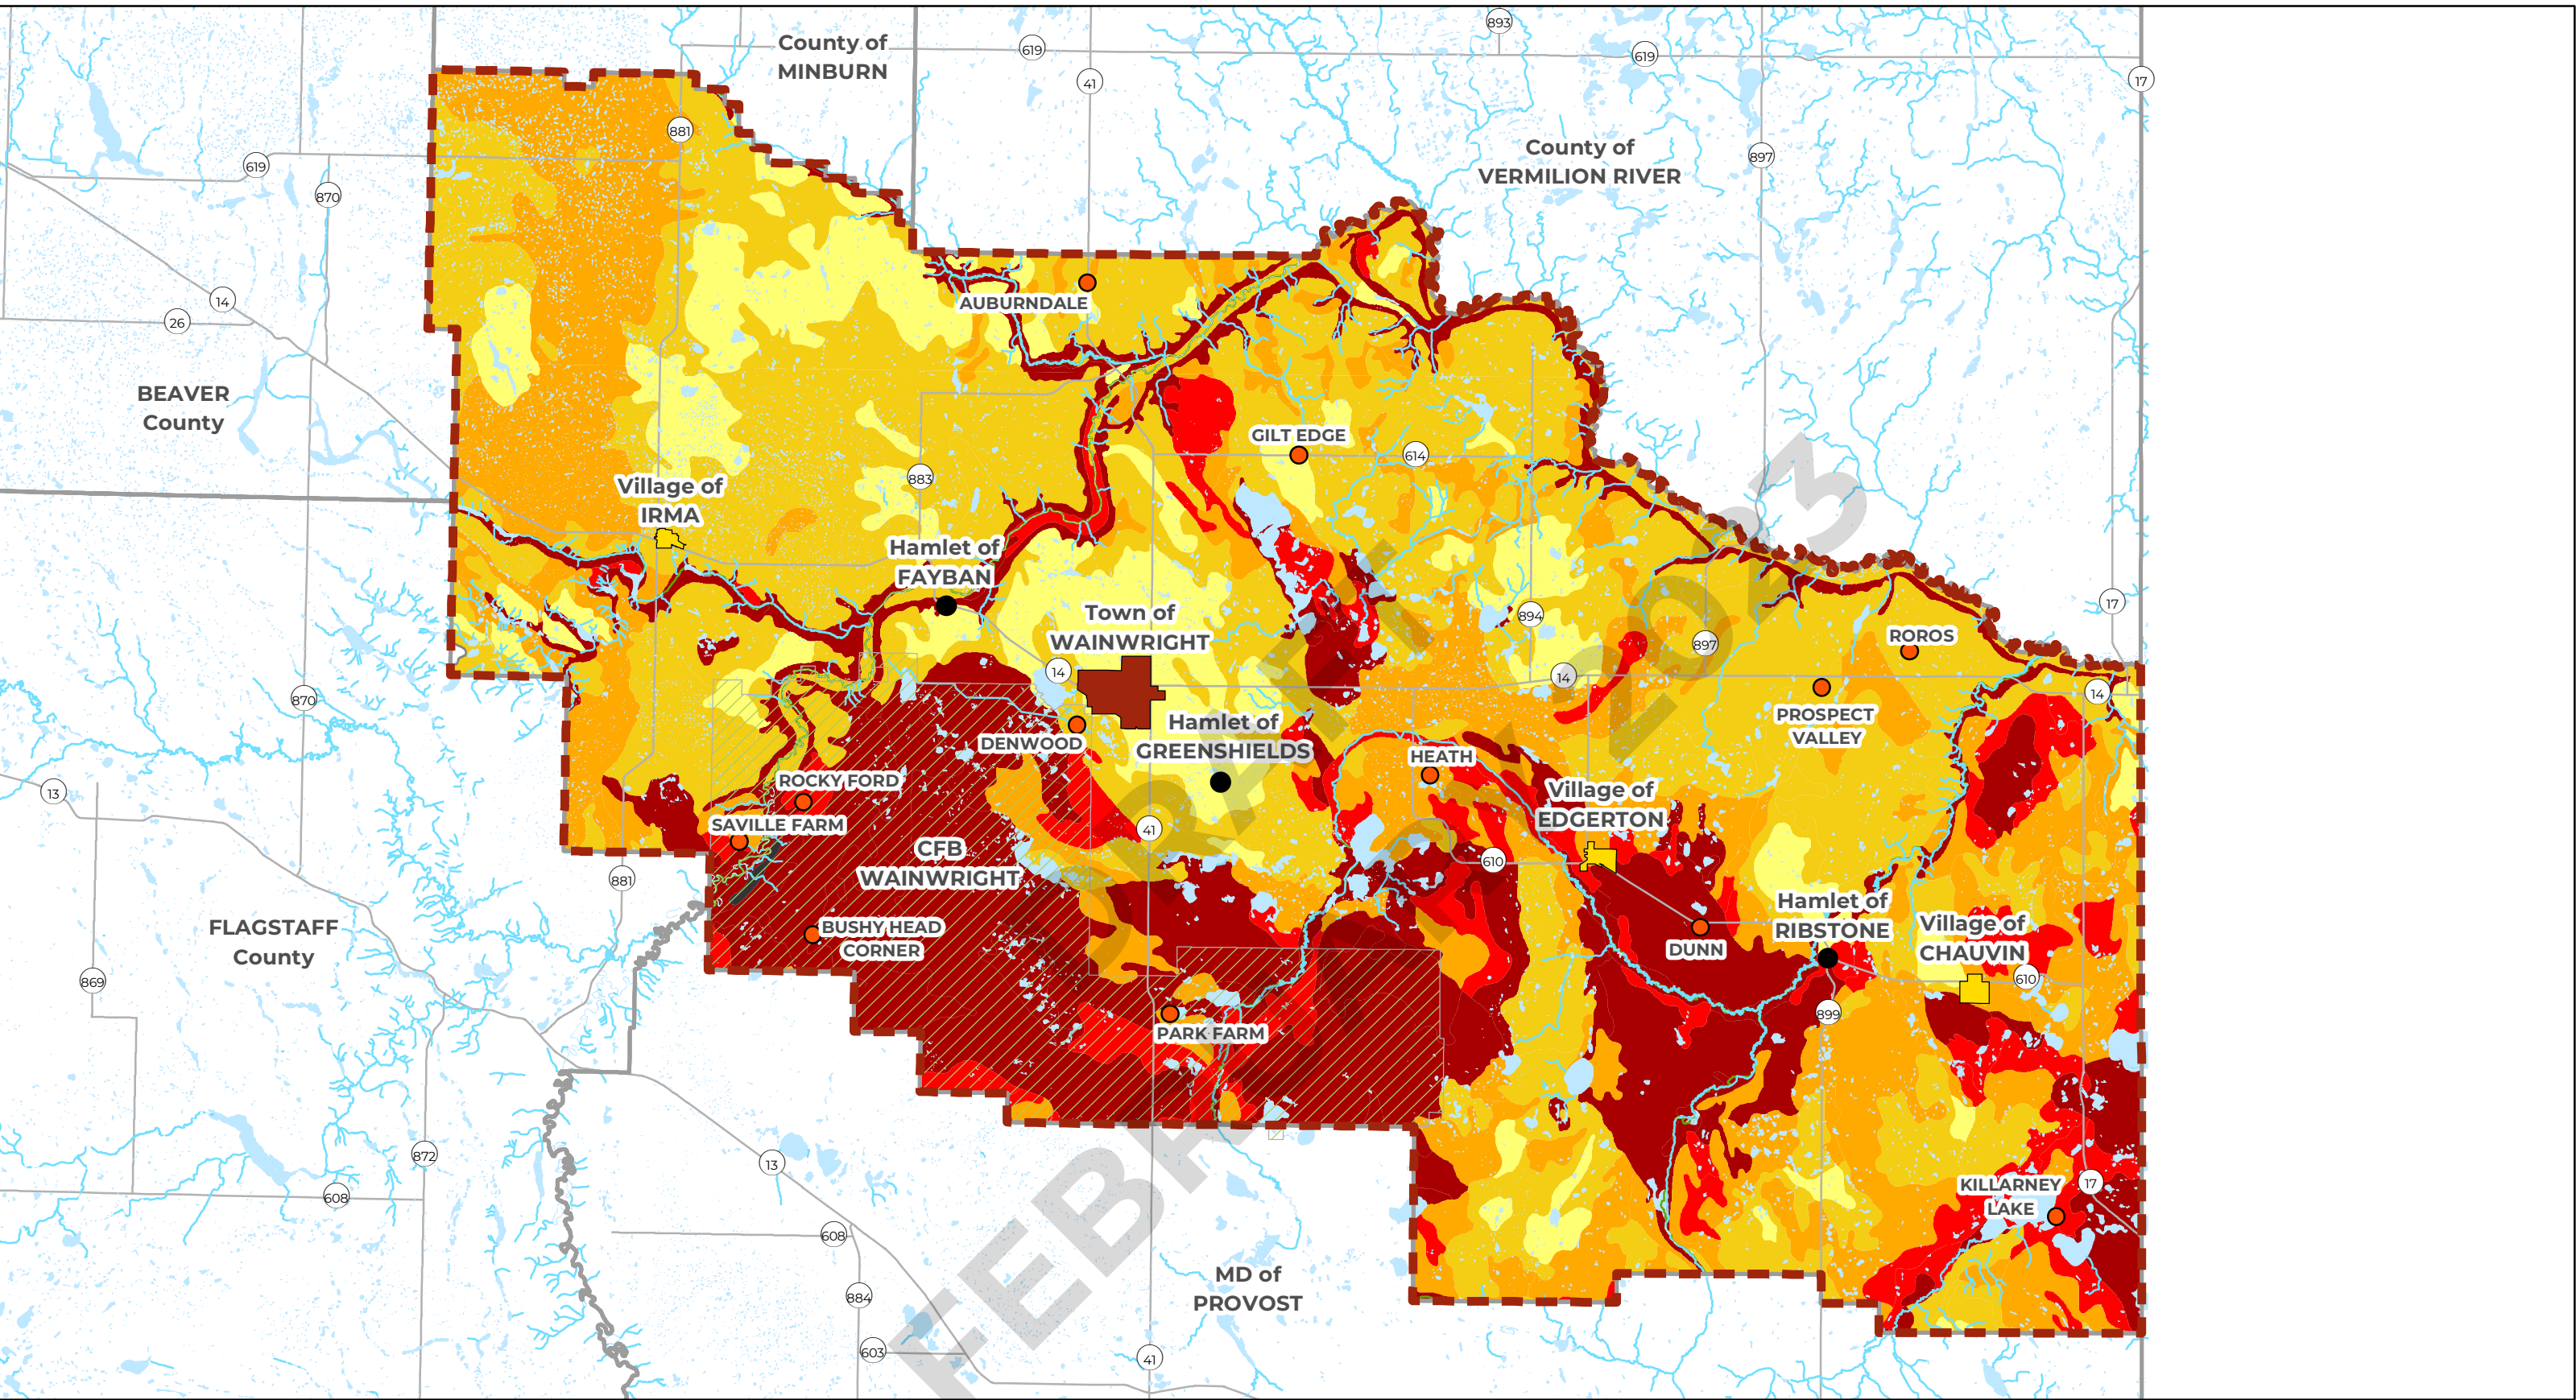 893
County of
MINBURN
619
41
619
17
881
County of
VERMILION RIVER
897
619
870
14
26
AUBURNDALE
BEAVER
County
GILT EDGE
614
883
Village of
IRMA
Hamlet of
FAYBAN
Town of
WAINWRIGHT
894
897
17
ROROS
14
14
14
870
PROSPECT
VALLEY
DENWOOD
Hamlet of
GREENSHIELDS
HEATH
ROCKY FORD
13
Village of
EDGERTON
SAVILLE FARM
41
CFB
WAINWRIGHT
610
881
Hamlet of
RIBSTONE
Village of
CHAUVIN
FLAGSTAFF
County
BUSHY HEAD
CORNER
DUNN
869
610
899
PARK FARM
872
13
608
KILLARNEY
LAKE
17
608
MD of
PROVOST
884
603
41
2023